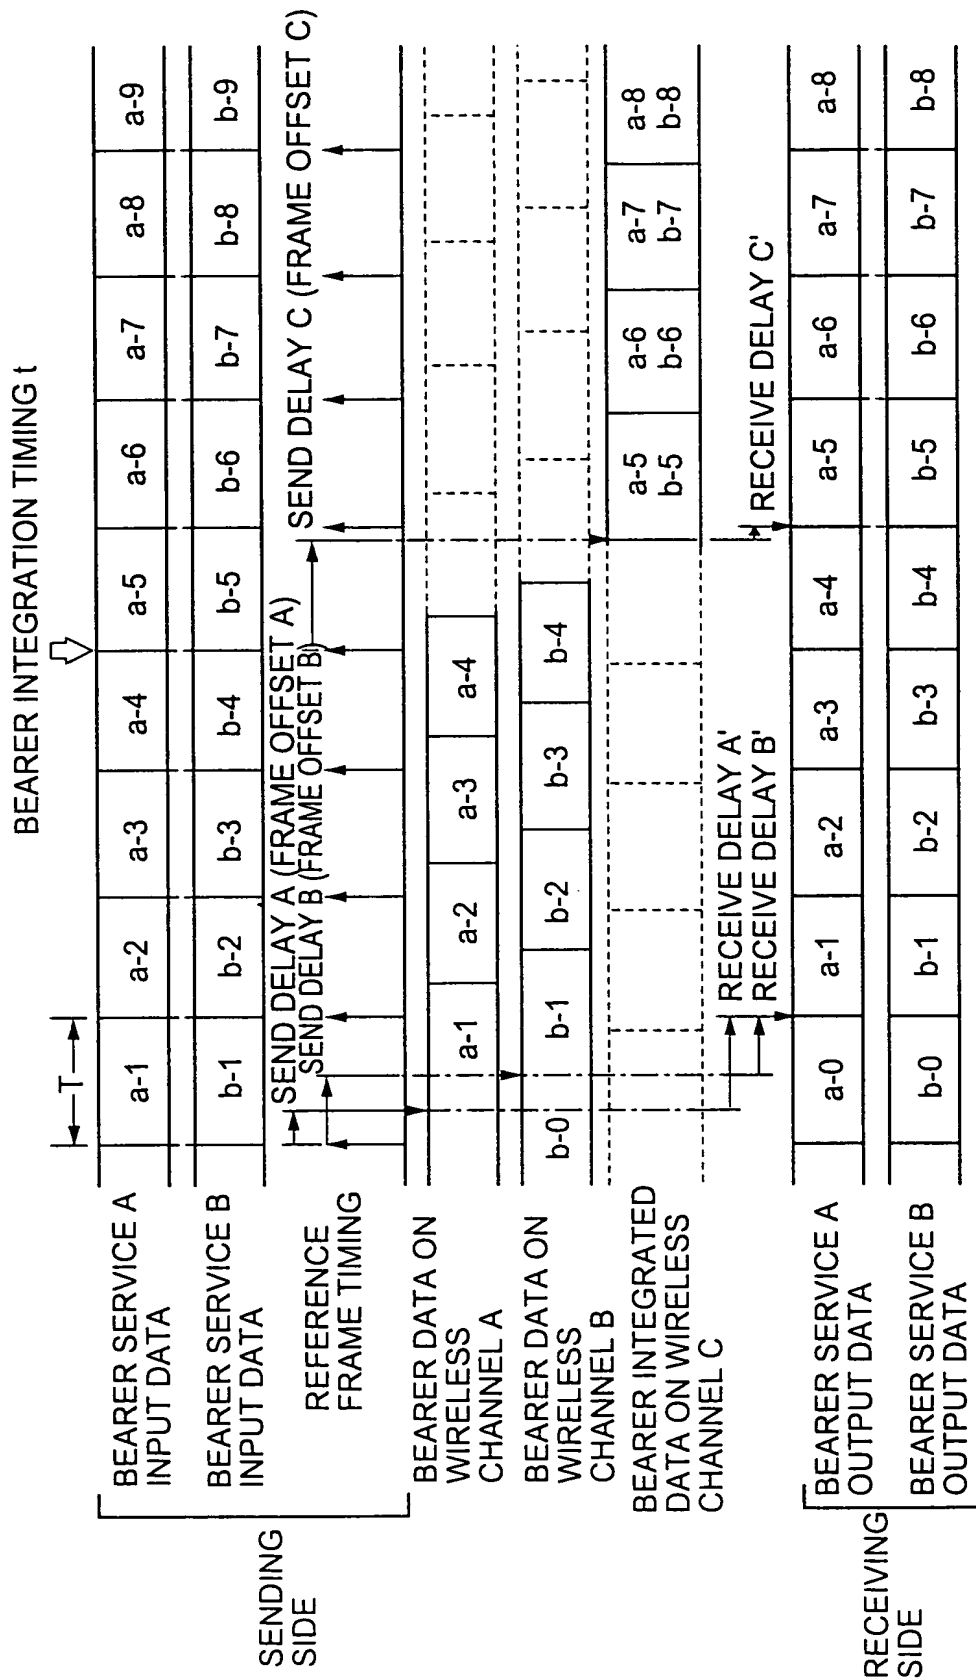 BEARER INTEGRATION TIMING t
SENDING
SIDE
BEARER SERVICE A
INPUT DATA
a-1 a-2 a-3 a-4 a-5 a-6 a-7 a-8 a-9
T
BEARER SERVICE B
INPUT DATA
b-1 b-2 b-3 b-4 b-5 b-6 b-7 b-8 b-9
REFERENCE
FRAME TIMING
SEND DELAY A (FRAME OFFSET A)
SEND DELAY B (FRAME OFFSET B)
SEND DELAY C (FRAME OFFSET C)
BEARER DATA ON
WIRELESS
CHANNEL A
a-1 a-2 a-3 a-4
BEARER DATA ON
WIRELESS
CHANNEL B
b-0 b-1 b-2 b-3 b-4
BEARER INTEGRATED
DATA ON WIRELESS
CHANNEL C
a-5 a-6 a-7 a-8
b-5 b-6 b-7 b-8
RECEIVE DELAY A'
RECEIVE DELAY B'
RECEIVE DELAY C'
RECEIVING
SIDE
BEARER SERVICE A
OUTPUT DATA
a-0 a-1 a-2 a-3 a-4 a-5 a-6 a-7 a-8
BEARER SERVICE B
OUTPUT DATA
b-0 b-1 b-2 b-3 b-4 b-5 b-6 b-7 b-8